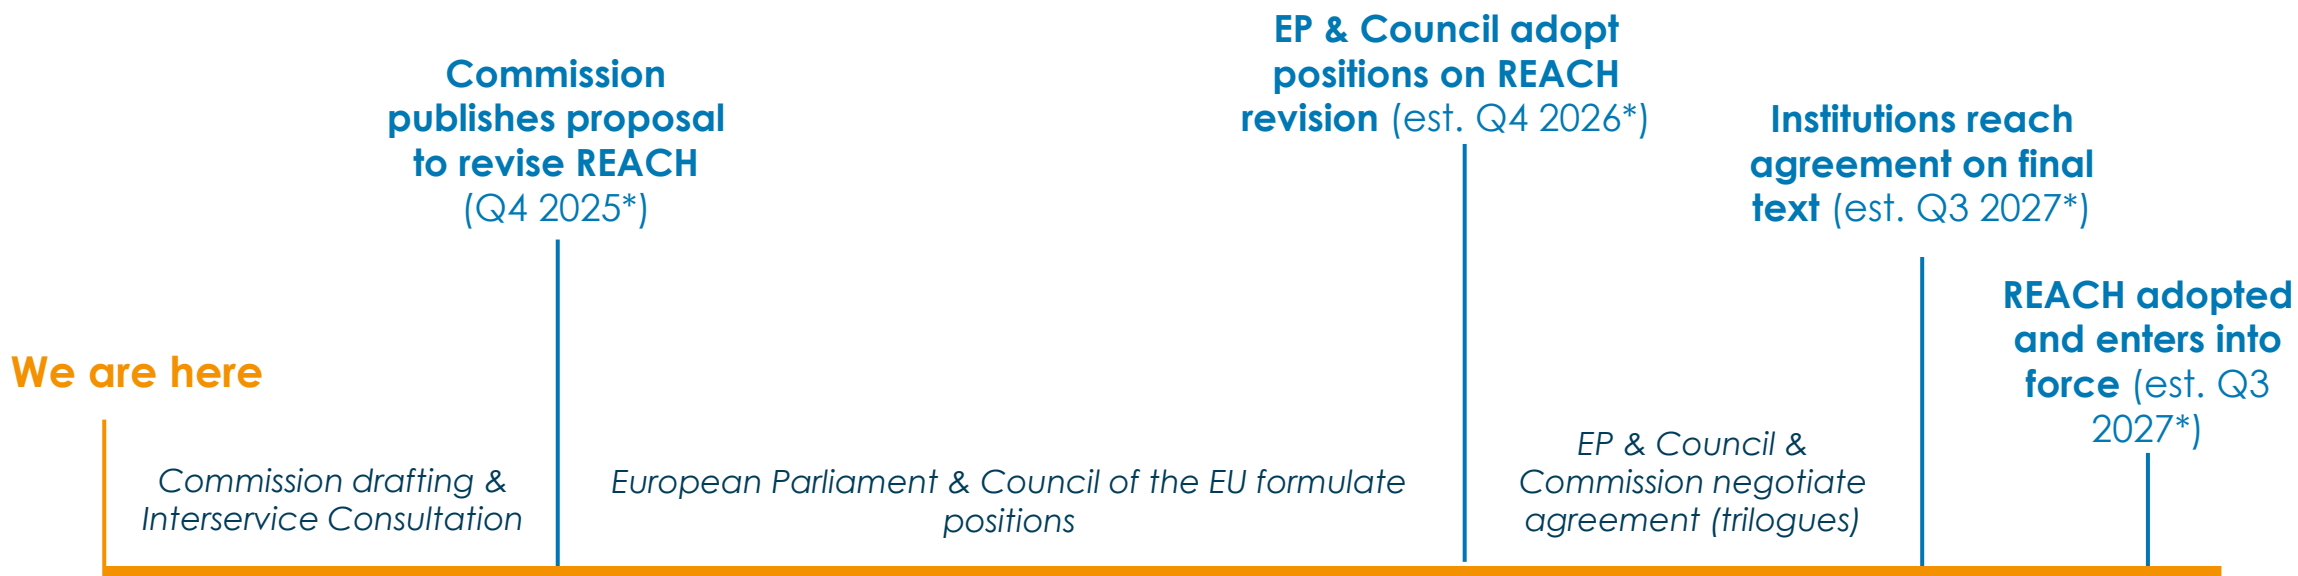 We are here
Commission drafting &
Interservice Consultation
Commission
publishes proposal
to revise REACH
(Q4 2025*)
European Parliament & Council of the EU formulate
positions
EP & Council adopt
positions on REACH
revision (est. Q4 2026*)
EP & Council &
Commission negotiate
agreement (trilogues)
Institutions reach
agreement on final
text (est. Q3 2027*)
REACH adopted
and enters into
force (est. Q3
2027*)